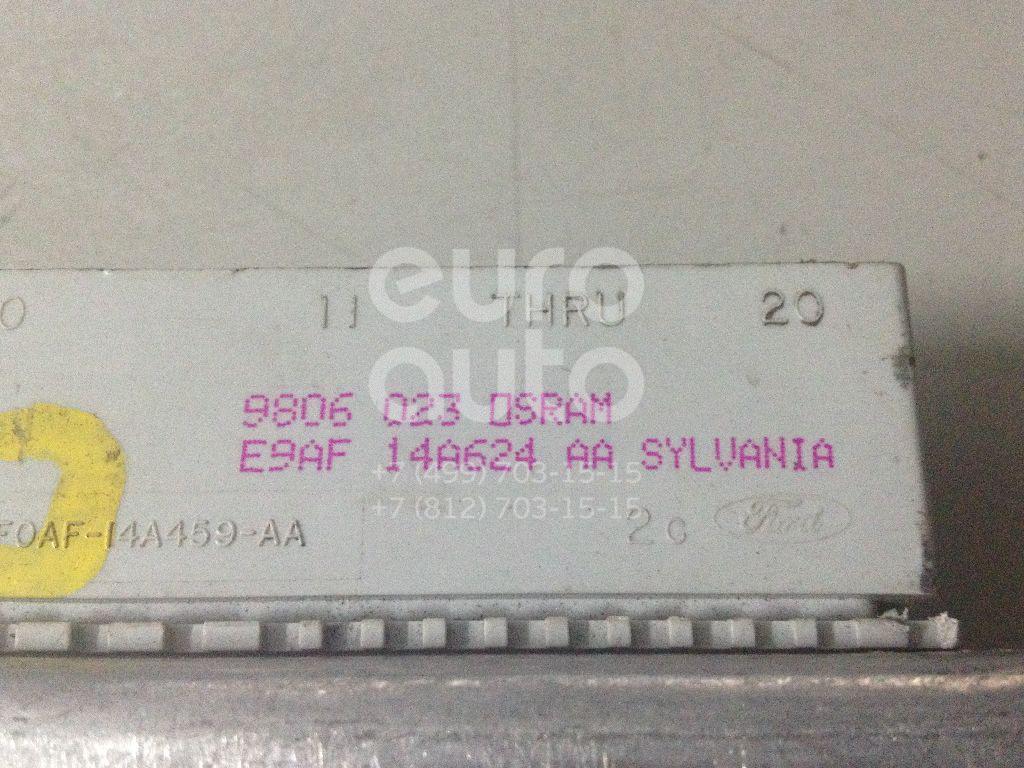 euro
auto
0 11 THRU 20
9806 023 OSRAM
E9AF 14A624 AA SYLVANIA
+7 (499) 703-15-15
+7 (812) 703-15-15
F0AF-14A459-AA
2c Ford